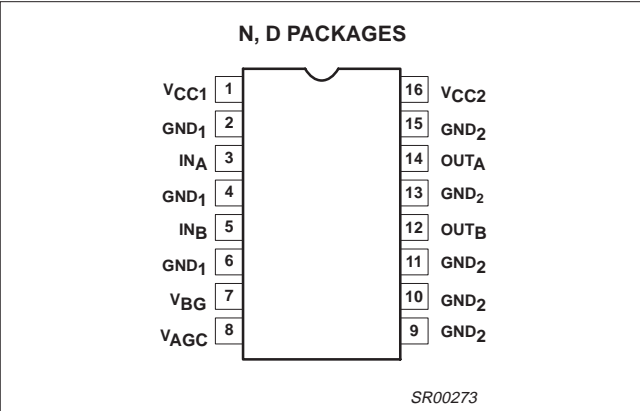 N, D PACKAGES
VCC1 1 16 VCC2
GND1 2 15 GND2
INA 3 14 OUTA
GND1 4 13 GND2
INB 5 12 OUTB
GND1 6 11 GND2
VBG 7 10 GND2
VAGC 8 9 GND2
SR00273